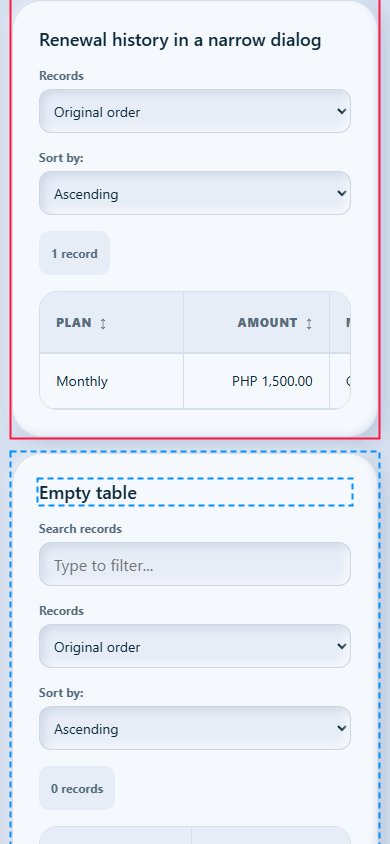 Renewal history in a narrow dialog
Records
Original order
Sort by:
Ascending
1 record
PLAN ↕ AMOUNT ↕
Monthly PHP 1,500.00
Empty table
Search records
Type to filter...
Records
Original order
Sort by:
Ascending
0 records